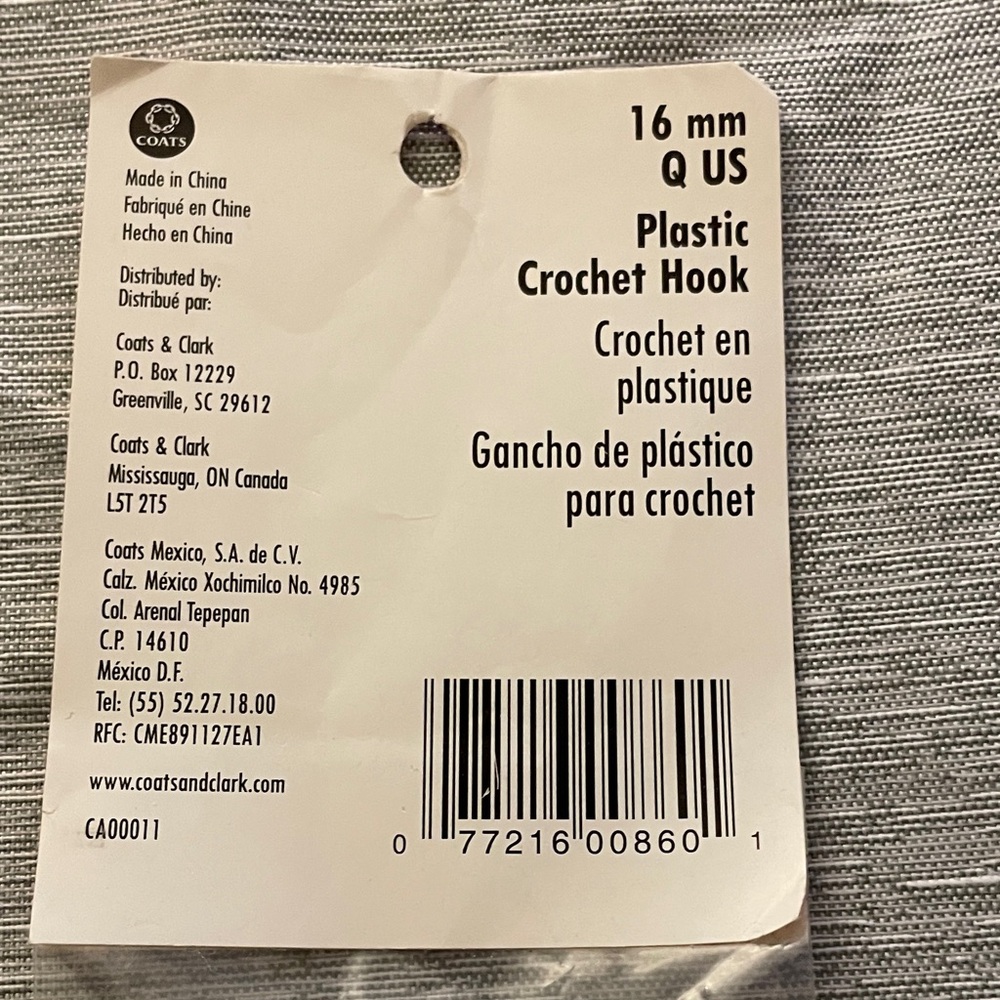 COATS
Made in China
Fabriqué en Chine
Hecho en China
Distributed by:
Distribué par:
Coats & Clark
P.O. Box 12229
Greenville, SC 29612
Coats & Clark
Mississauga, ON Canada
L5T 2T5
Coats Mexico, S.A. de C.V.
Calz. México Xochimilco No. 4985
Col. Arenal Tepepan
C.P. 14610
México D.F.
Tel: (55) 52.27.18.00
RFC: CME891127EA1
www.coatsandclark.com
CA00011
16 mm
Q US
Plastic
Crochet Hook
Crochet en
plastique
Gancho de plástico
para crochet
0 77216 00860 1